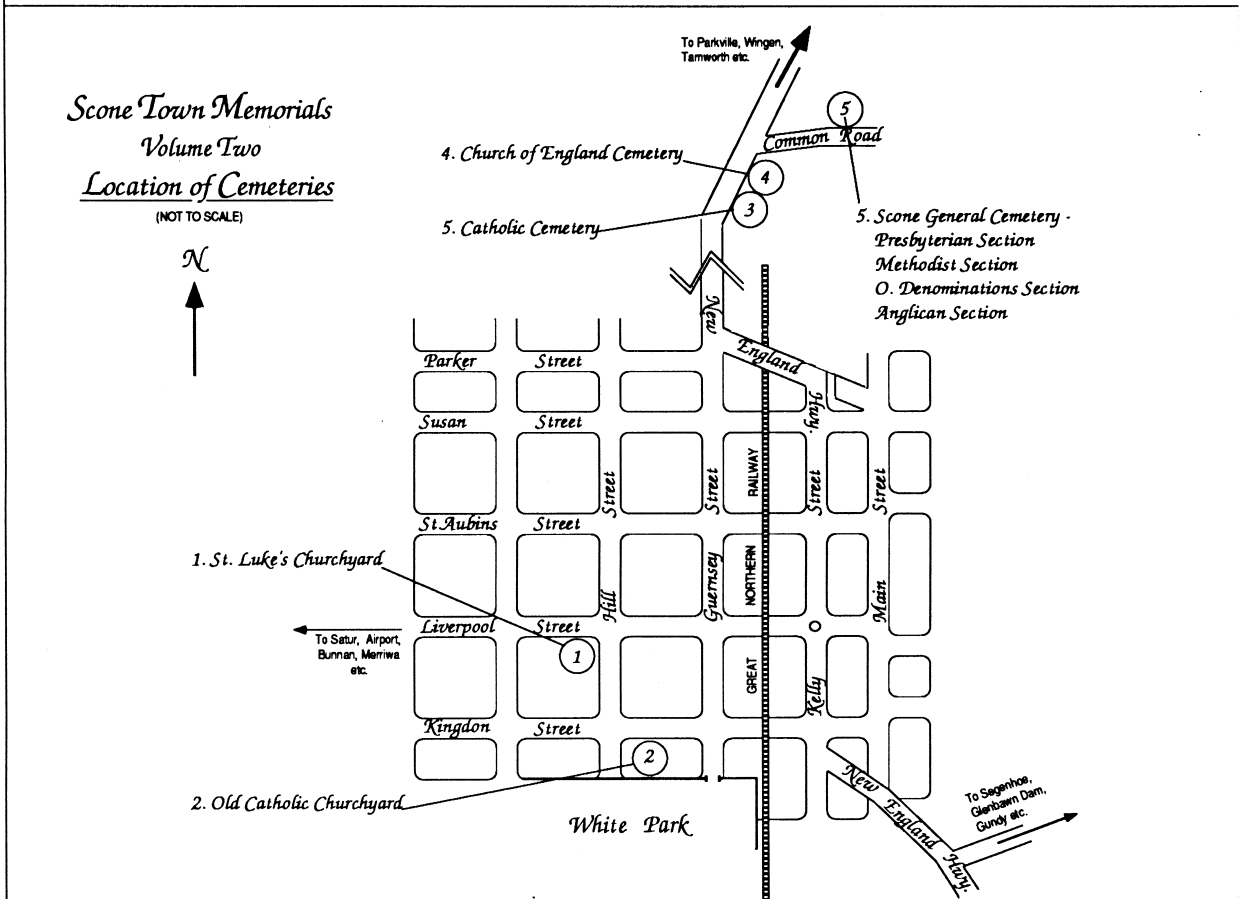 To Parkville, Wingen,
Tamworth etc.
Scone Town Memorials
Volume Two
Location of Cemeteries
(NOT TO SCALE)
N
5
Common Road
4. Church of England Cemetery
4
3
5. Catholic Cemetery
5. Scone General Cemetery -
Presbyterian Section
Methodist Section
O. Denominations Section
Anglican Section
New
England
Hwy.
Parker Street
Susan Street
Street
Street
RAILWAY
Street
Street
St Aubins Street
1. St. Luke's Churchyard
Hill
Guernsey
NORTHERN
Main
Liverpool Street
To Satur, Airport,
Bunnan, Merriwa
etc.
1
GREAT
Kelly
Kingdon Street
2
2. Old Catholic Churchyard
White Park
New England Hwy.
To Segenhoe,
Glenbawn Dam,
Gundy etc.